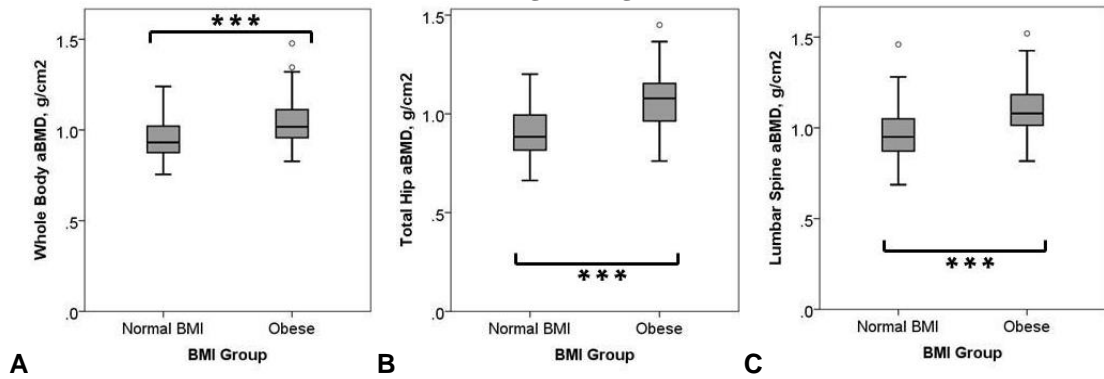 1.5
1.0
.5
.0
Whole Body aBMD, g/cm2
***
Normal BMI
Obese
BMI Group
A
1.5
1.0
.5
.0
Total Hip aBMD, g/cm2
***
Normal BMI
Obese
BMI Group
B
1.5
1.0
.5
.0
Lumbar Spine aBMD, g/cm2
***
Normal BMI
Obese
BMI Group
C